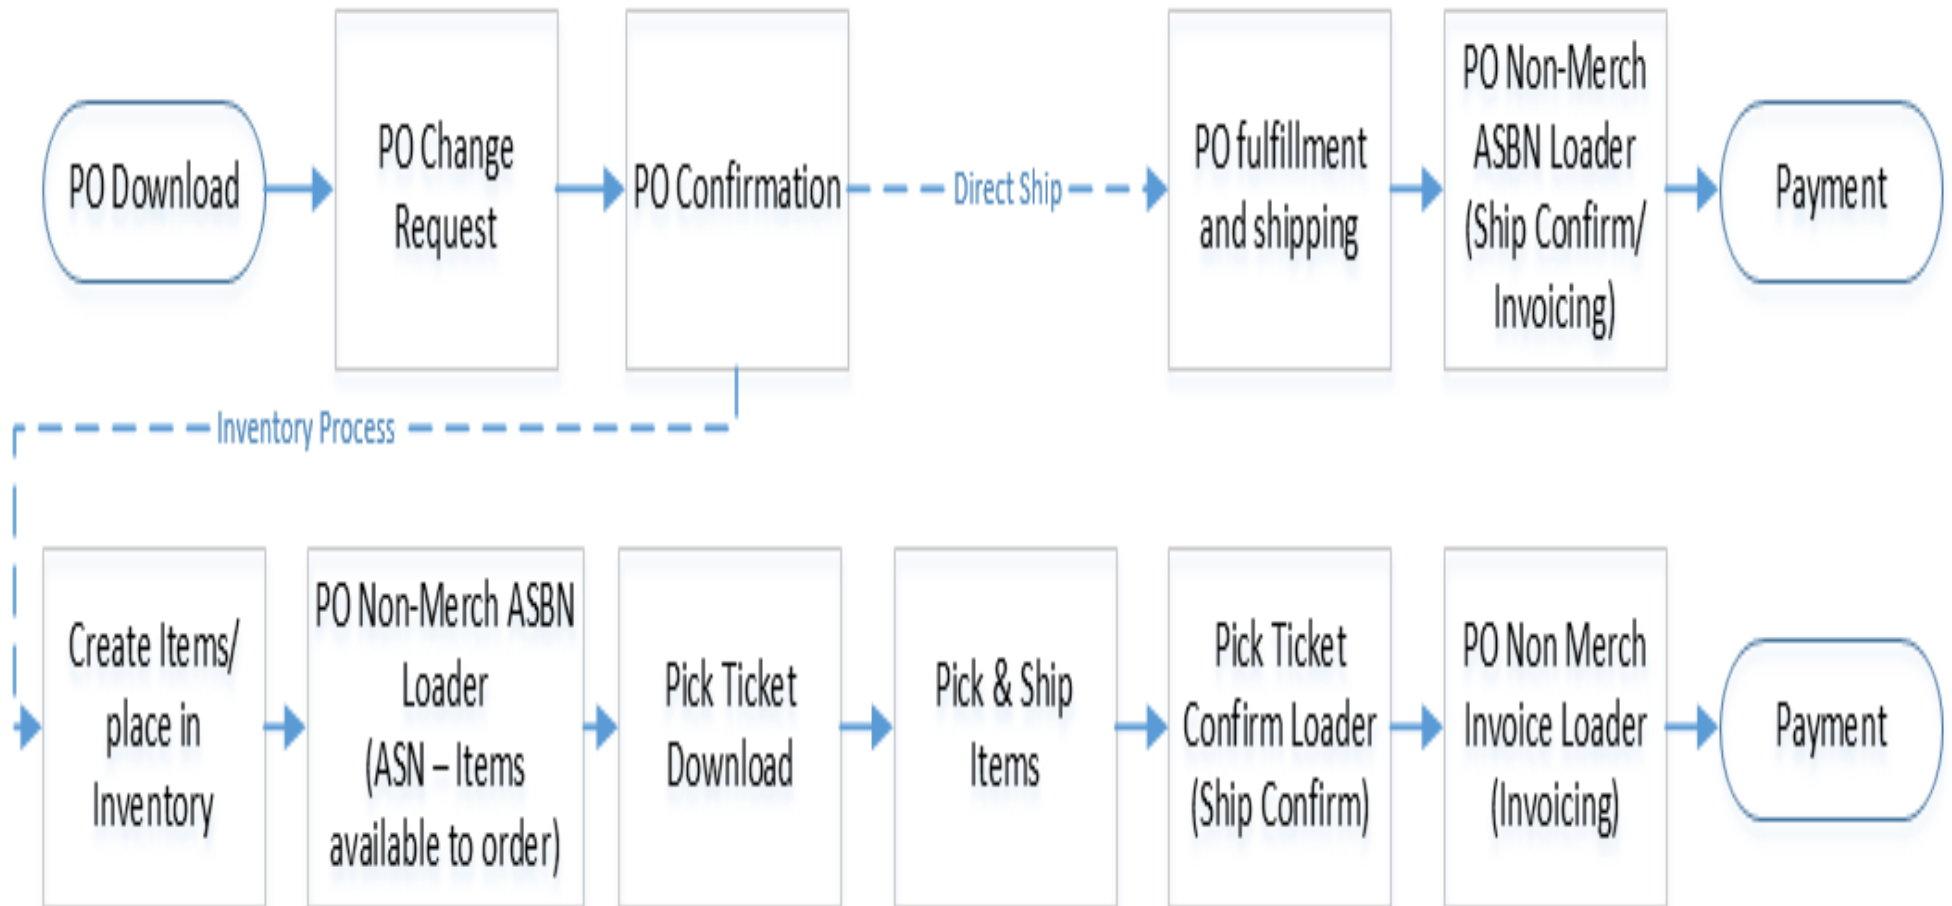 PO Download
PO Change
Request
PO Confirmation
Direct Ship
PO fulfillment
and shipping
PO Non-Merch
ASBN Loader
(Ship Confirm/
Invoicing)
Payment
Inventory Process
Create Items/
place in
Inventory
PO Non-Merch ASBN
Loader
(ASN – Items
available to order)
Pick Ticket
Download
Pick & Ship
Items
Pick Ticket
Confirm Loader
(Ship Confirm)
PO Non Merch
Invoice Loader
(Invoicing)
Payment